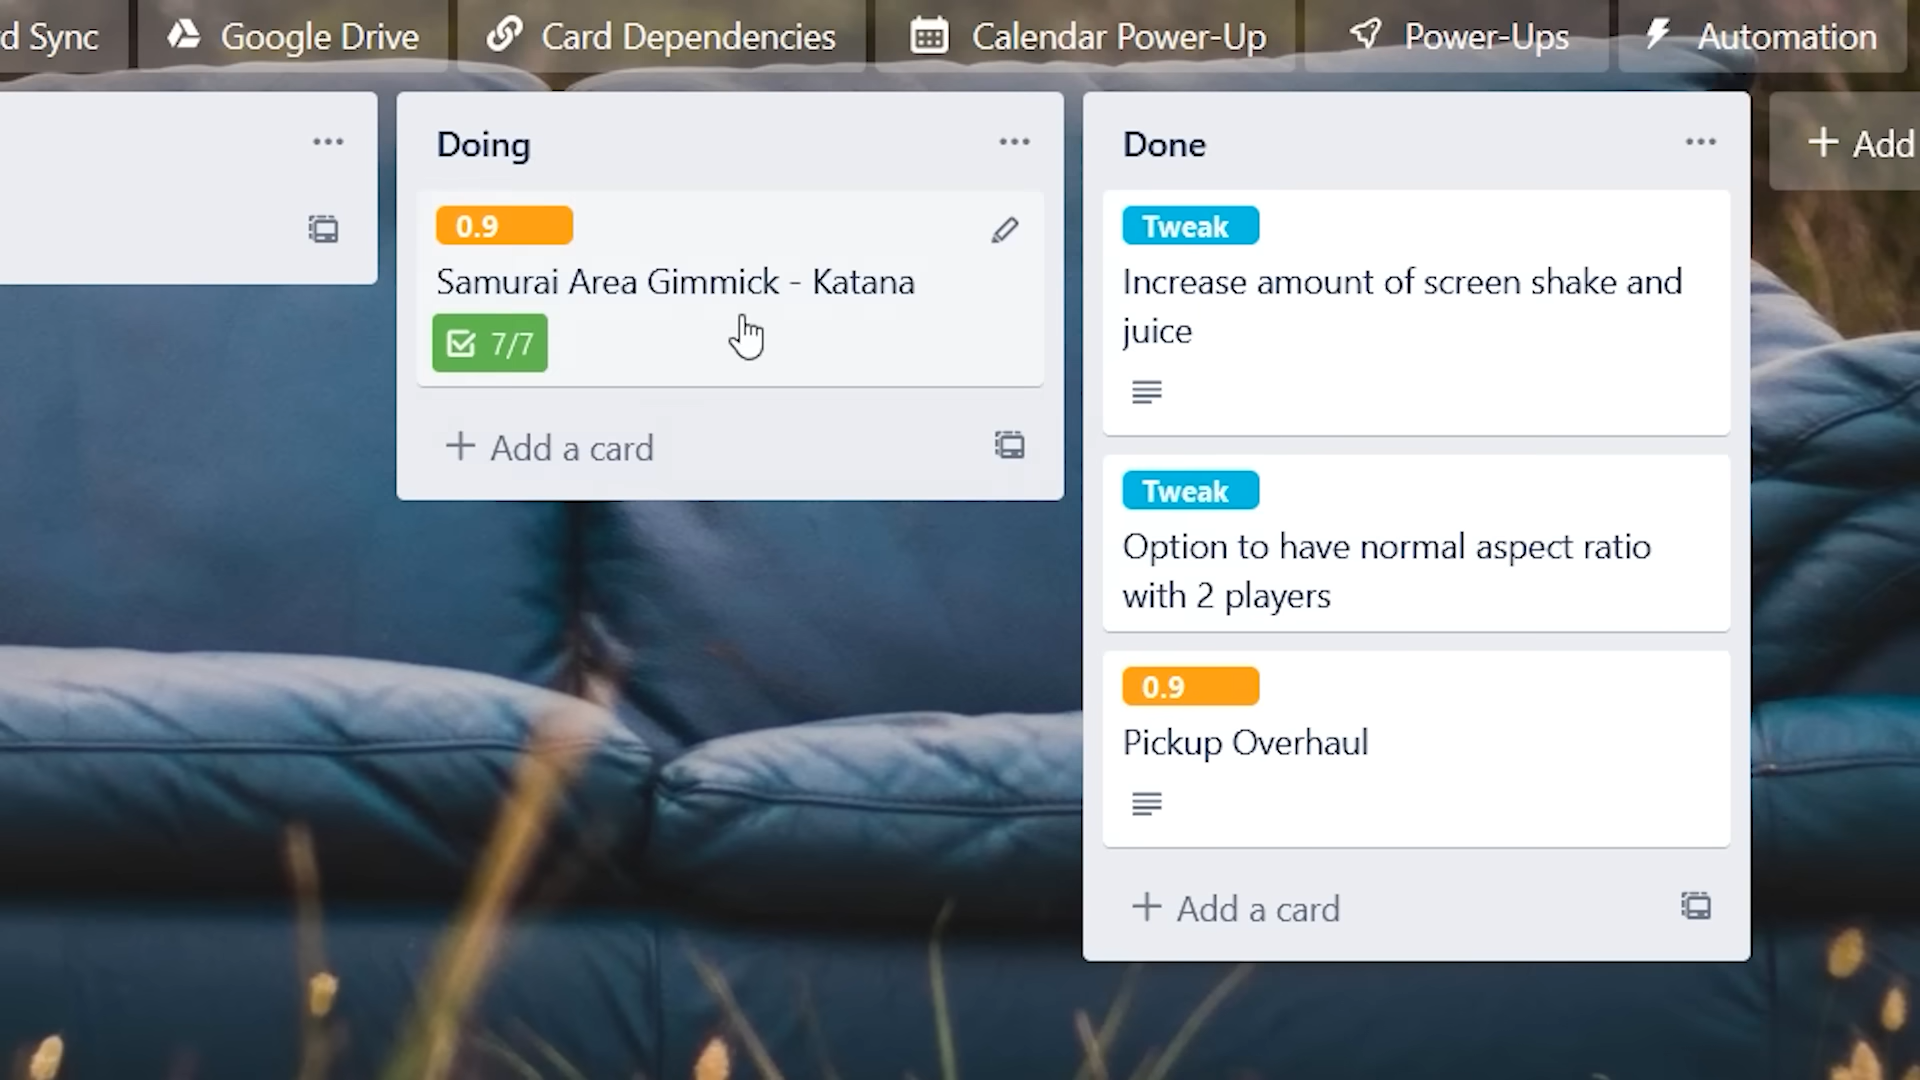 d Sync
Google Drive
Card Dependencies
Calendar Power-Up
Power-Ups
Automation
Doing
0.9
Samurai Area Gimmick - Katana
7/7
+ Add a card
Done
Tweak
Increase amount of screen shake and
juice
Tweak
Option to have normal aspect ratio
with 2 players
0.9
Pickup Overhaul
+ Add a card
+ Add